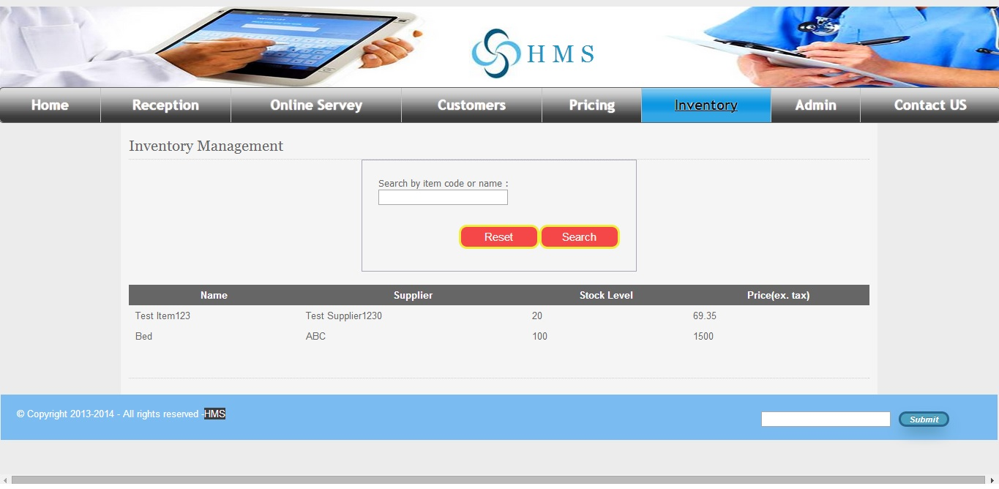 HMS
Home Reception Online Servey Customers Pricing Inventory Admin Contact US
Inventory Management
Search by item code or name :
Reset Search
Name Supplier Stock Level Price(ex. tax)
Test Item123 Test Supplier1230 20 69.35
Bed ABC 100 1500
© Copyright 2013-2014 - All rights reserved -HMS
Submit